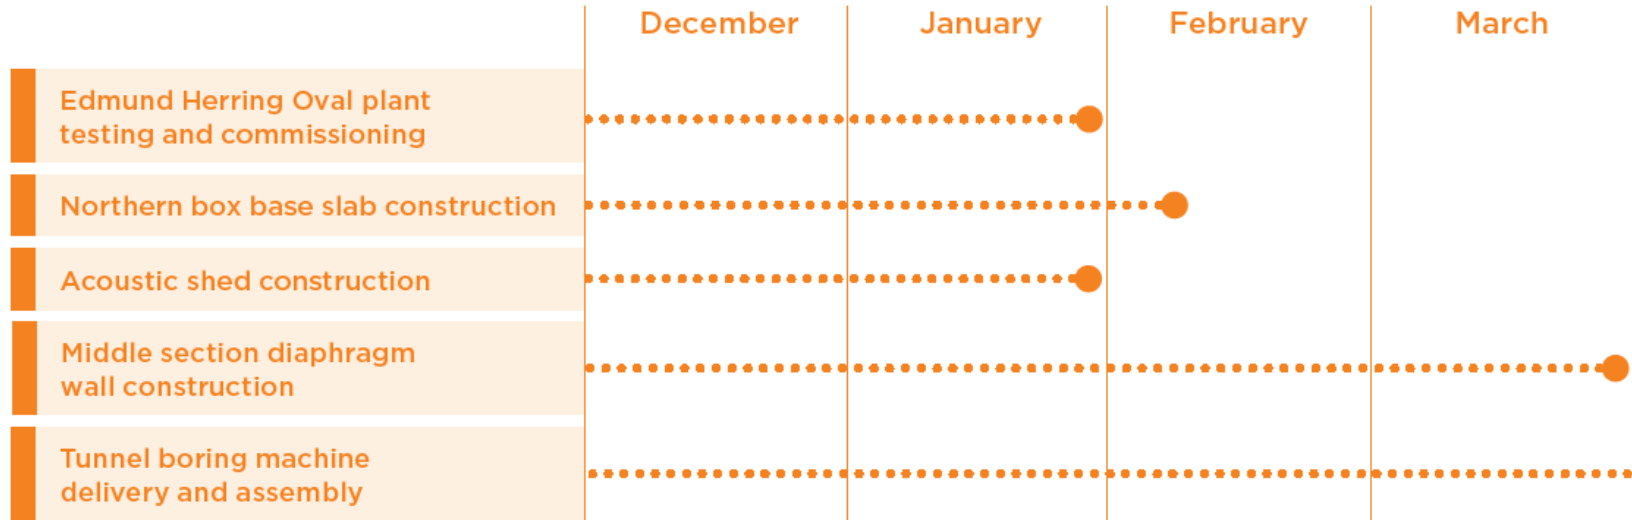 December January February March
Edmund Herring Oval plant
testing and commissioning
Northern box base slab construction
Acoustic shed construction
Middle section diaphragm
wall construction
Tunnel boring machine
delivery and assembly